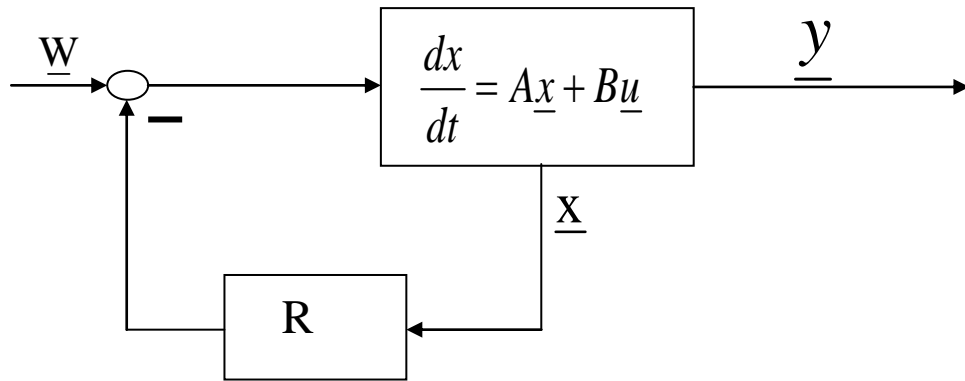 w
y
dx/dt = Ax + Bu
−
x
R